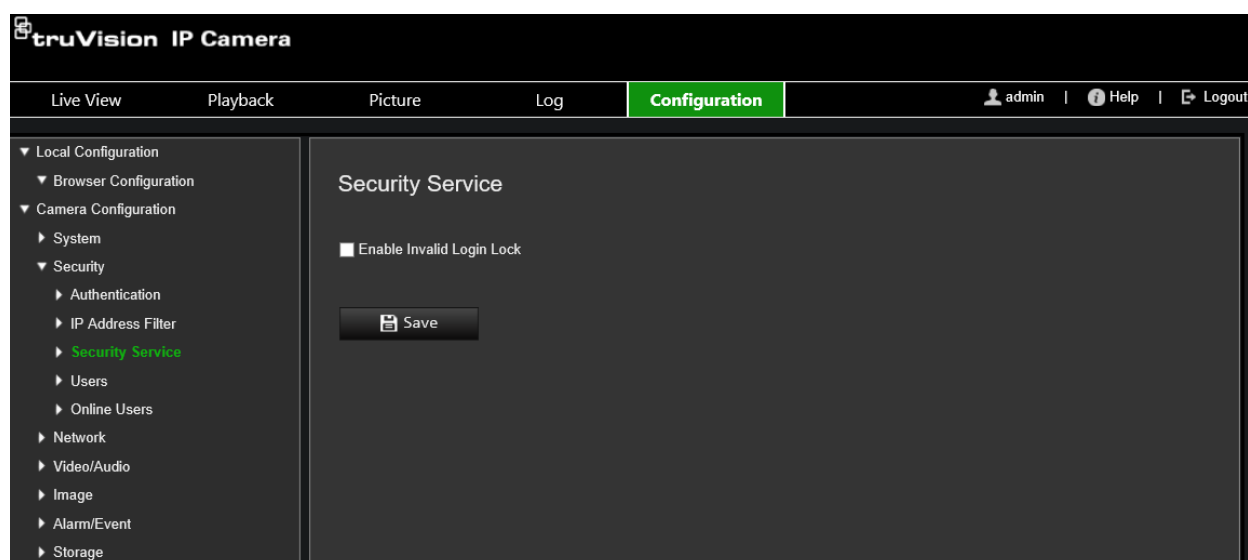 truVision IP Camera
Live View Playback Picture Log Configuration admin | Help | Logout
Local Configuration
Browser Configuration
Camera Configuration
System
Security
Authentication
IP Address Filter
Security Service
Users
Online Users
Network
Video/Audio
Image
Alarm/Event
Storage
Security Service
Enable Invalid Login Lock
Save